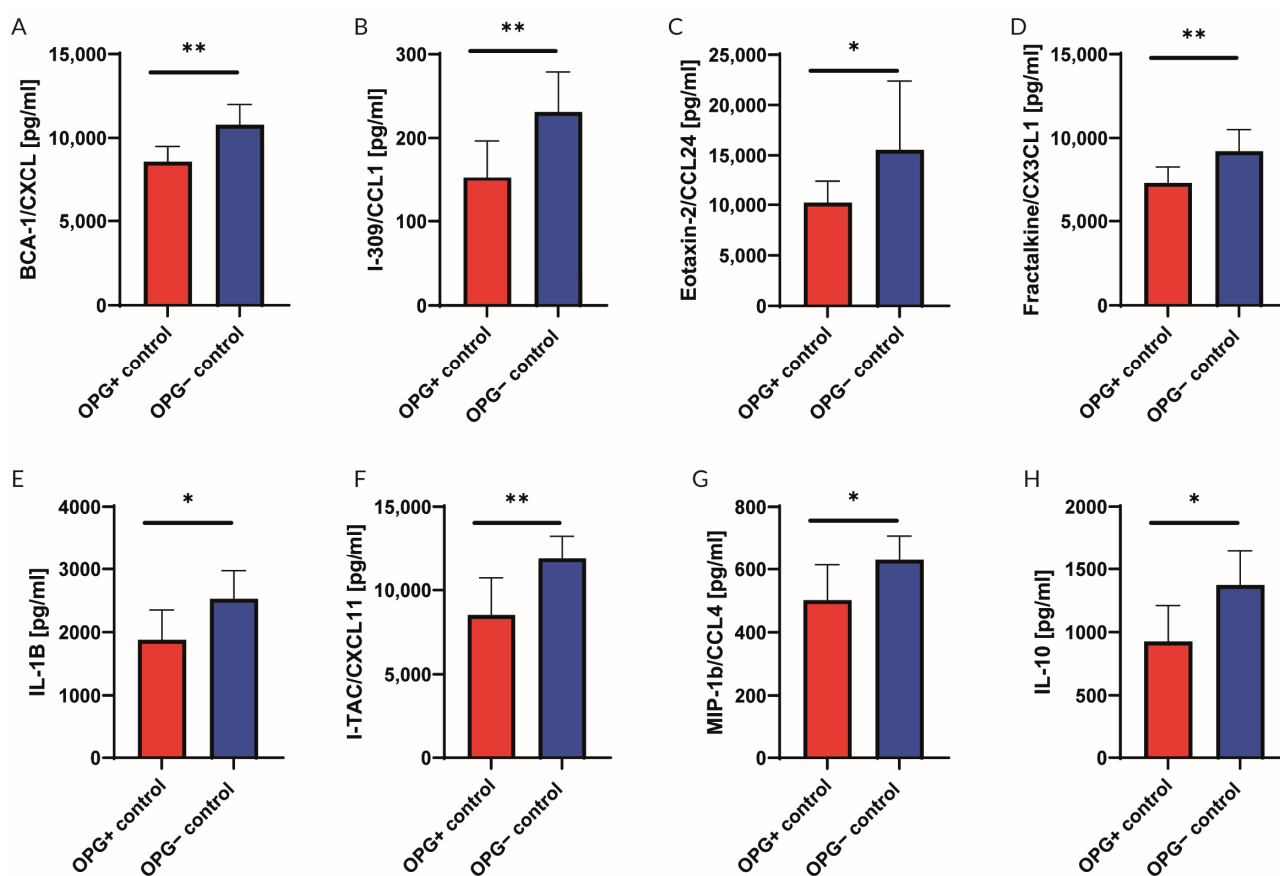 A
BCA-1/CXCL [pg/ml]
15,000
10,000
5,000
0
**
OPG+ control
OPG− control
B
I-309/CCL1 [pg/ml]
300
200
100
0
**
OPG+ control
OPG− control
C
Eotaxin-2/CCL24 [pg/ml]
25,000
20,000
15,000
10,000
5,000
0
*
OPG+ control
OPG− control
D
Fractalkine/CX3CL1 [pg/ml]
15,000
10,000
5,000
0
**
OPG+ control
OPG− control
E
IL-1B [pg/ml]
4000
3000
2000
1000
0
*
OPG+ control
OPG− control
F
I-TAC/CXCL11 [pg/ml]
15,000
10,000
5,000
0
**
OPG+ control
OPG− control
G
MIP-1b/CCL4 [pg/ml]
800
600
400
200
0
*
OPG+ control
OPG− control
H
IL-10 [pg/ml]
2000
1500
1000
500
0
*
OPG+ control
OPG− control